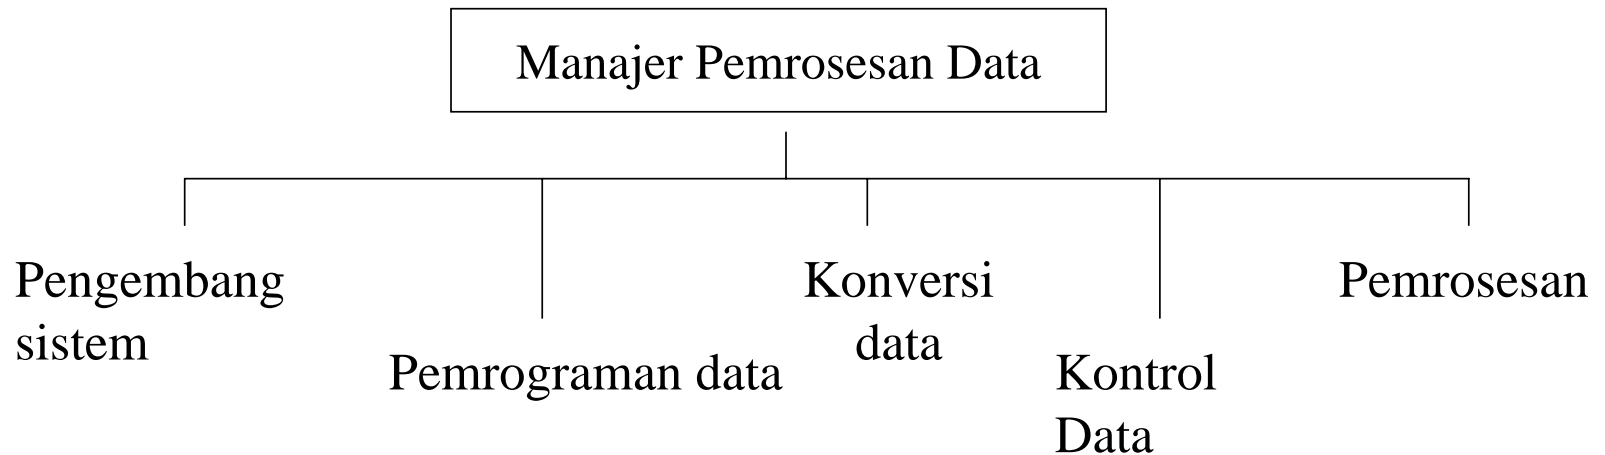 Manajer Pemrosesan Data
Pengembang
sistem
Pemrograman data
Konversi
data
Kontrol
Data
Pemrosesan